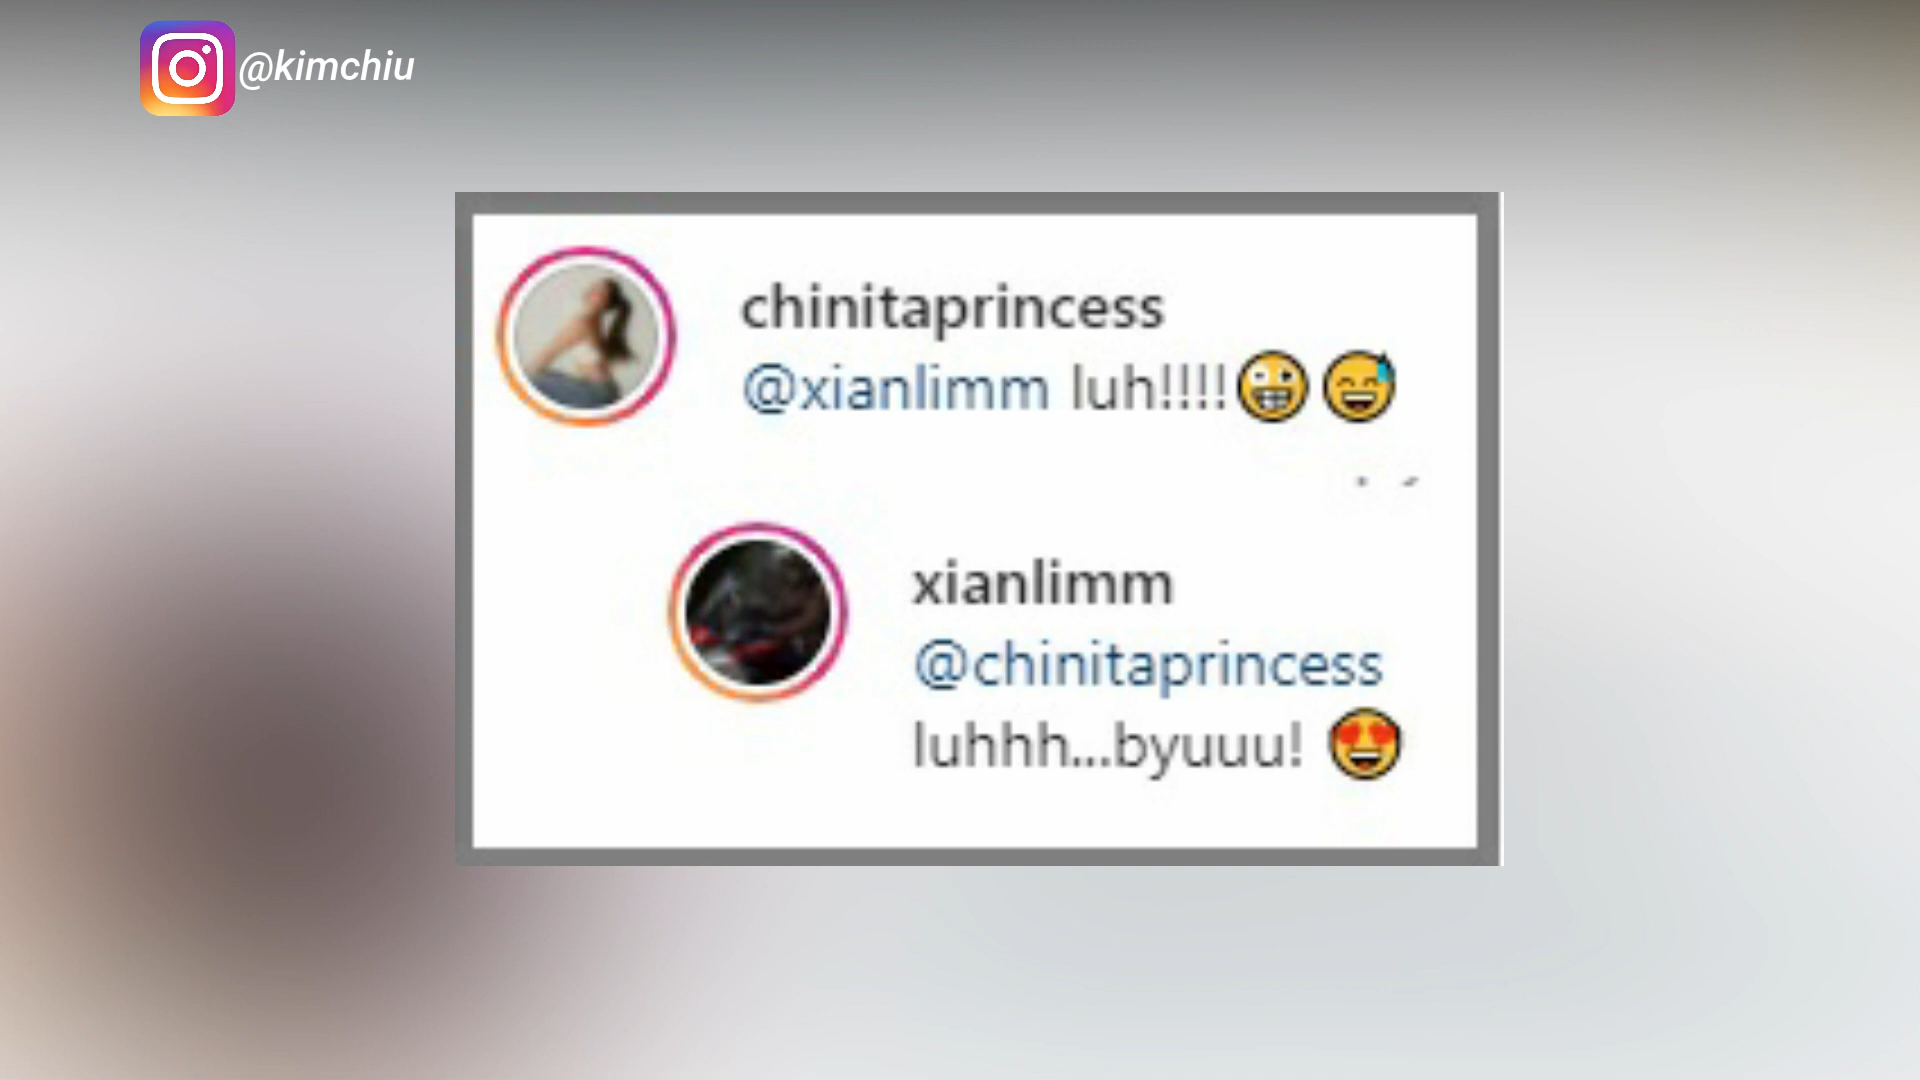 @kimchiu
chinitaprincess
@xianlimm luh!!!!😀😅
xianlimm
@chinitaprincess
luhhh...byuuu! 😍